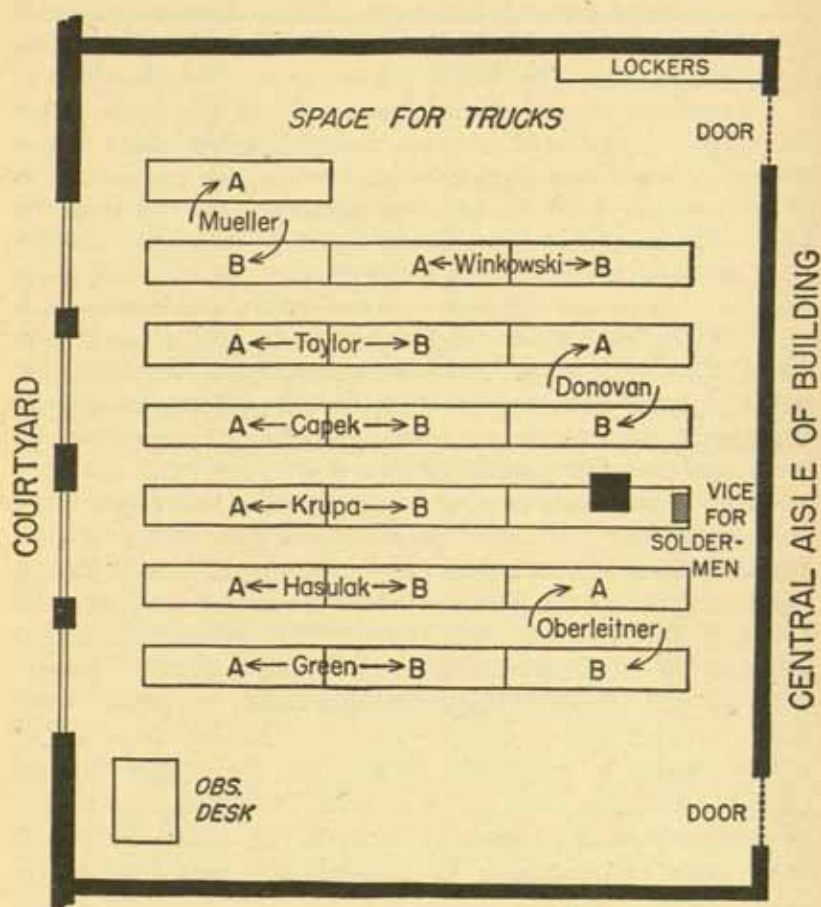 LOCKERS
SPACE FOR TRUCKS
DOOR
A
Mueller
B
A Winkowski B
A Taylor B
A
Donovan
A Capek B
B
A Krupa B
VICE
FOR
SOLDER-
MEN
A Hasulak B
A
Oberleitner
A Green B
B
OBS.
DESK
DOOR
COURTYARD
CENTRAL AISLE OF BUILDING